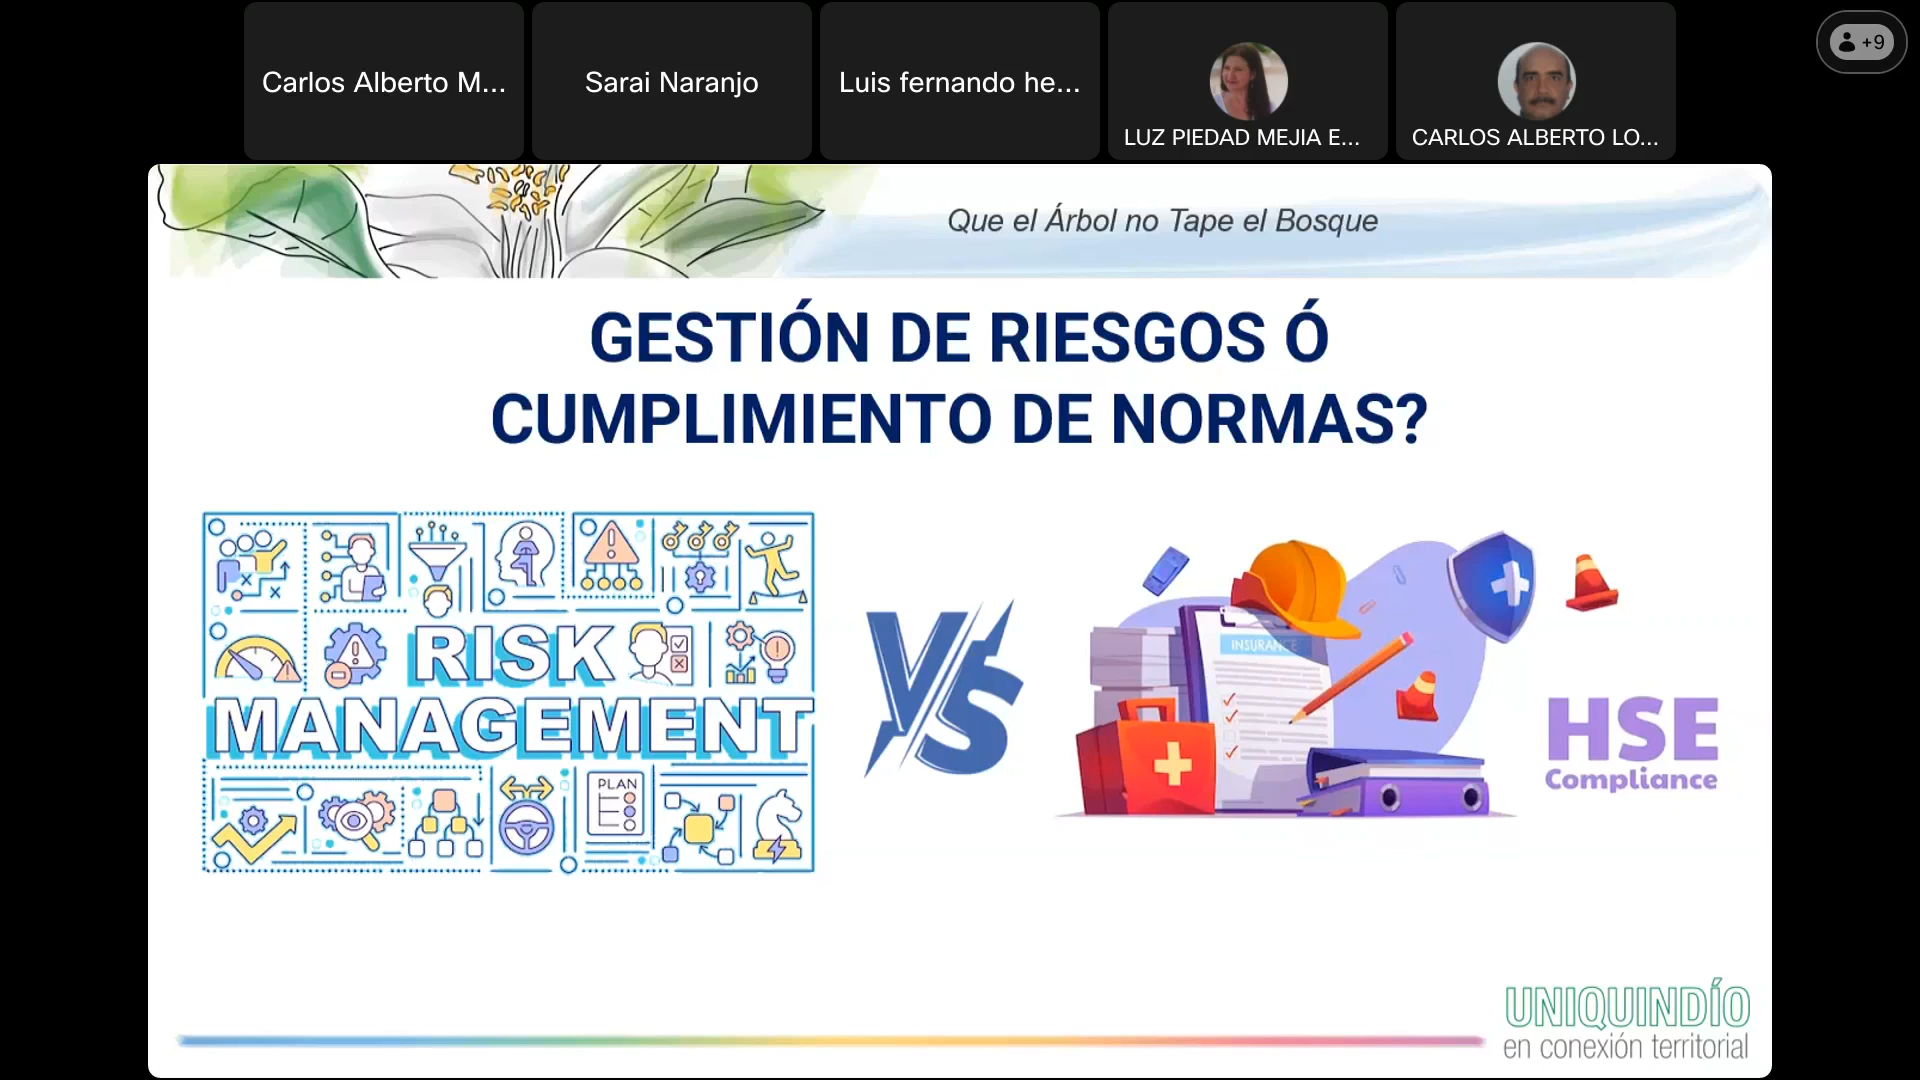 Carlos Alberto M...
Sarai Naranjo
Luis fernando he...
LUZ PIEDAD MEJIA E...
CARLOS ALBERTO LO...
+9
Que el Árbol no Tape el Bosque
GESTIÓN DE RIESGOS Ó
CUMPLIMIENTO DE NORMAS?
RISK
MANAGEMENT
PLAN
VS
INSURANCE
HSE
Compliance
UNIQUINDÍO
en conexión territorial